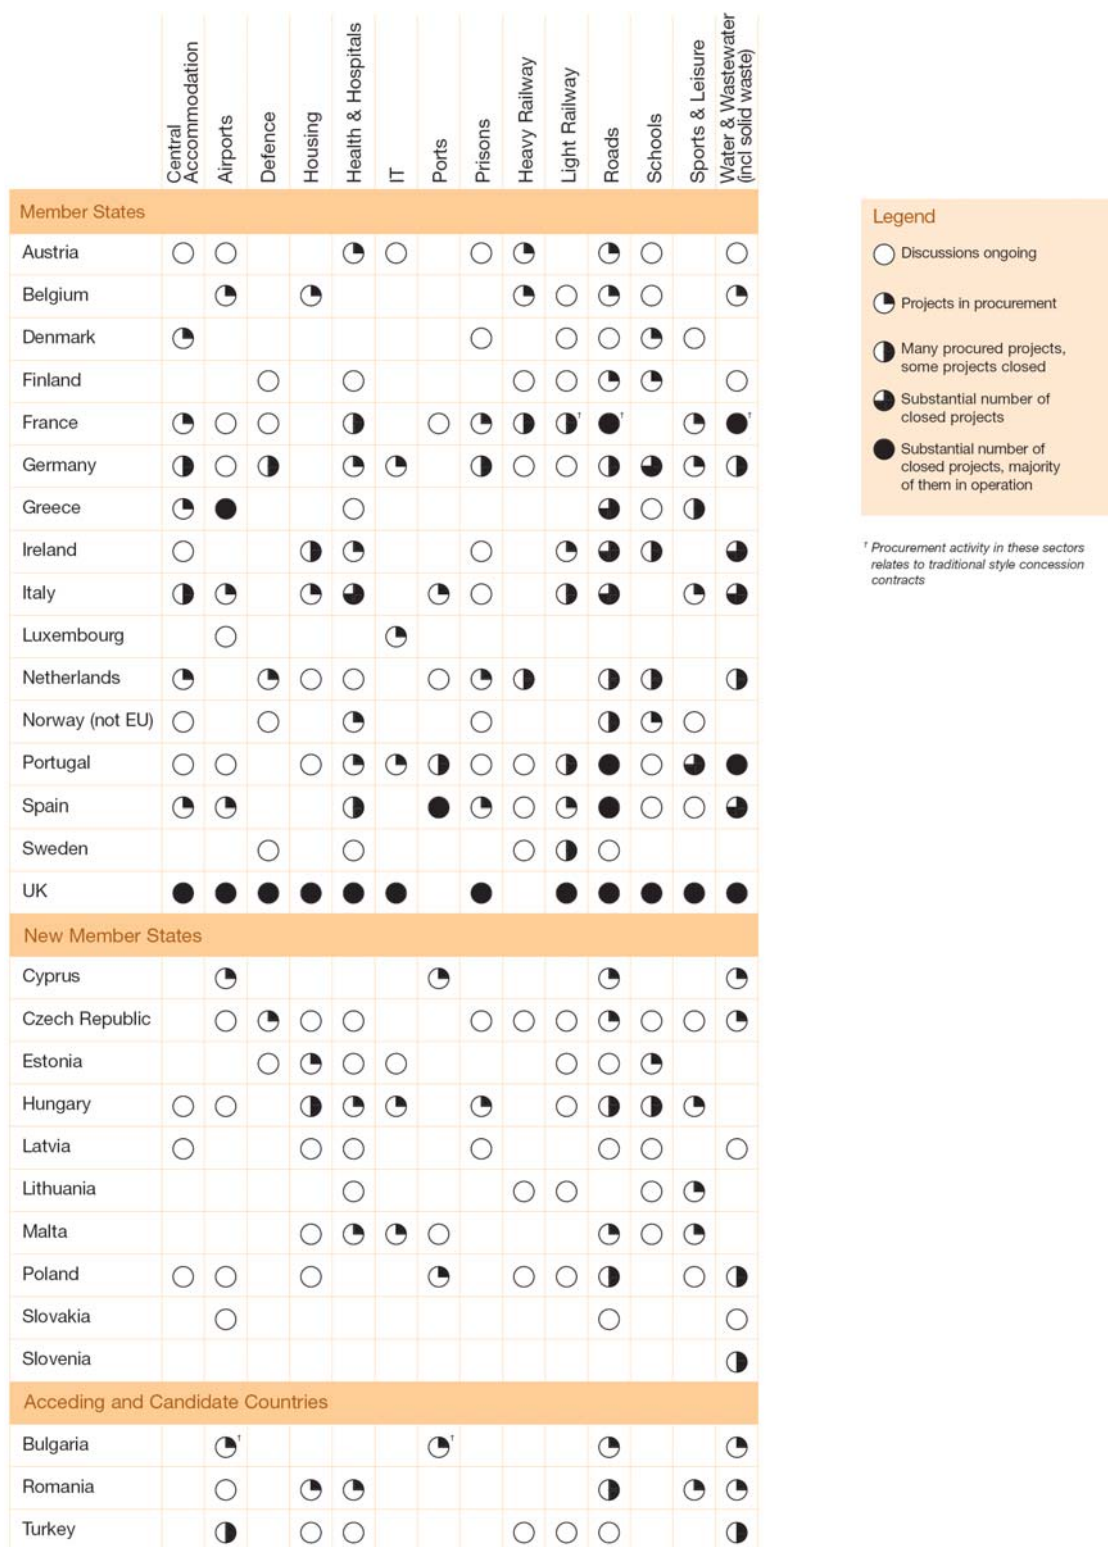 Central
Accommodation
Airports
Defence
Housing
Health & Hospitals
IT
Ports
Prisons
Heavy Railway
Light Railway
Roads
Schools
Sports & Leisure
Water & Wastewater
(incl solid waste)
Member States
Austria
Belgium
Denmark
Finland
France † † †
Germany
Greece
Ireland
Italy
Luxembourg
Netherlands
Norway (not EU)
Portugal
Spain
Sweden
UK
New Member States
Cyprus
Czech Republic
Estonia
Hungary
Latvia
Lithuania
Malta
Poland
Slovakia
Slovenia
Acceding and Candidate Countries
Bulgaria † †
Romania
Turkey
Legend
Discussions ongoing
Projects in procurement
Many procured projects,
some projects closed
Substantial number of
closed projects
Substantial number of
closed projects, majority
of them in operation
† Procurement activity in these sectors
relates to traditional style concession
contracts